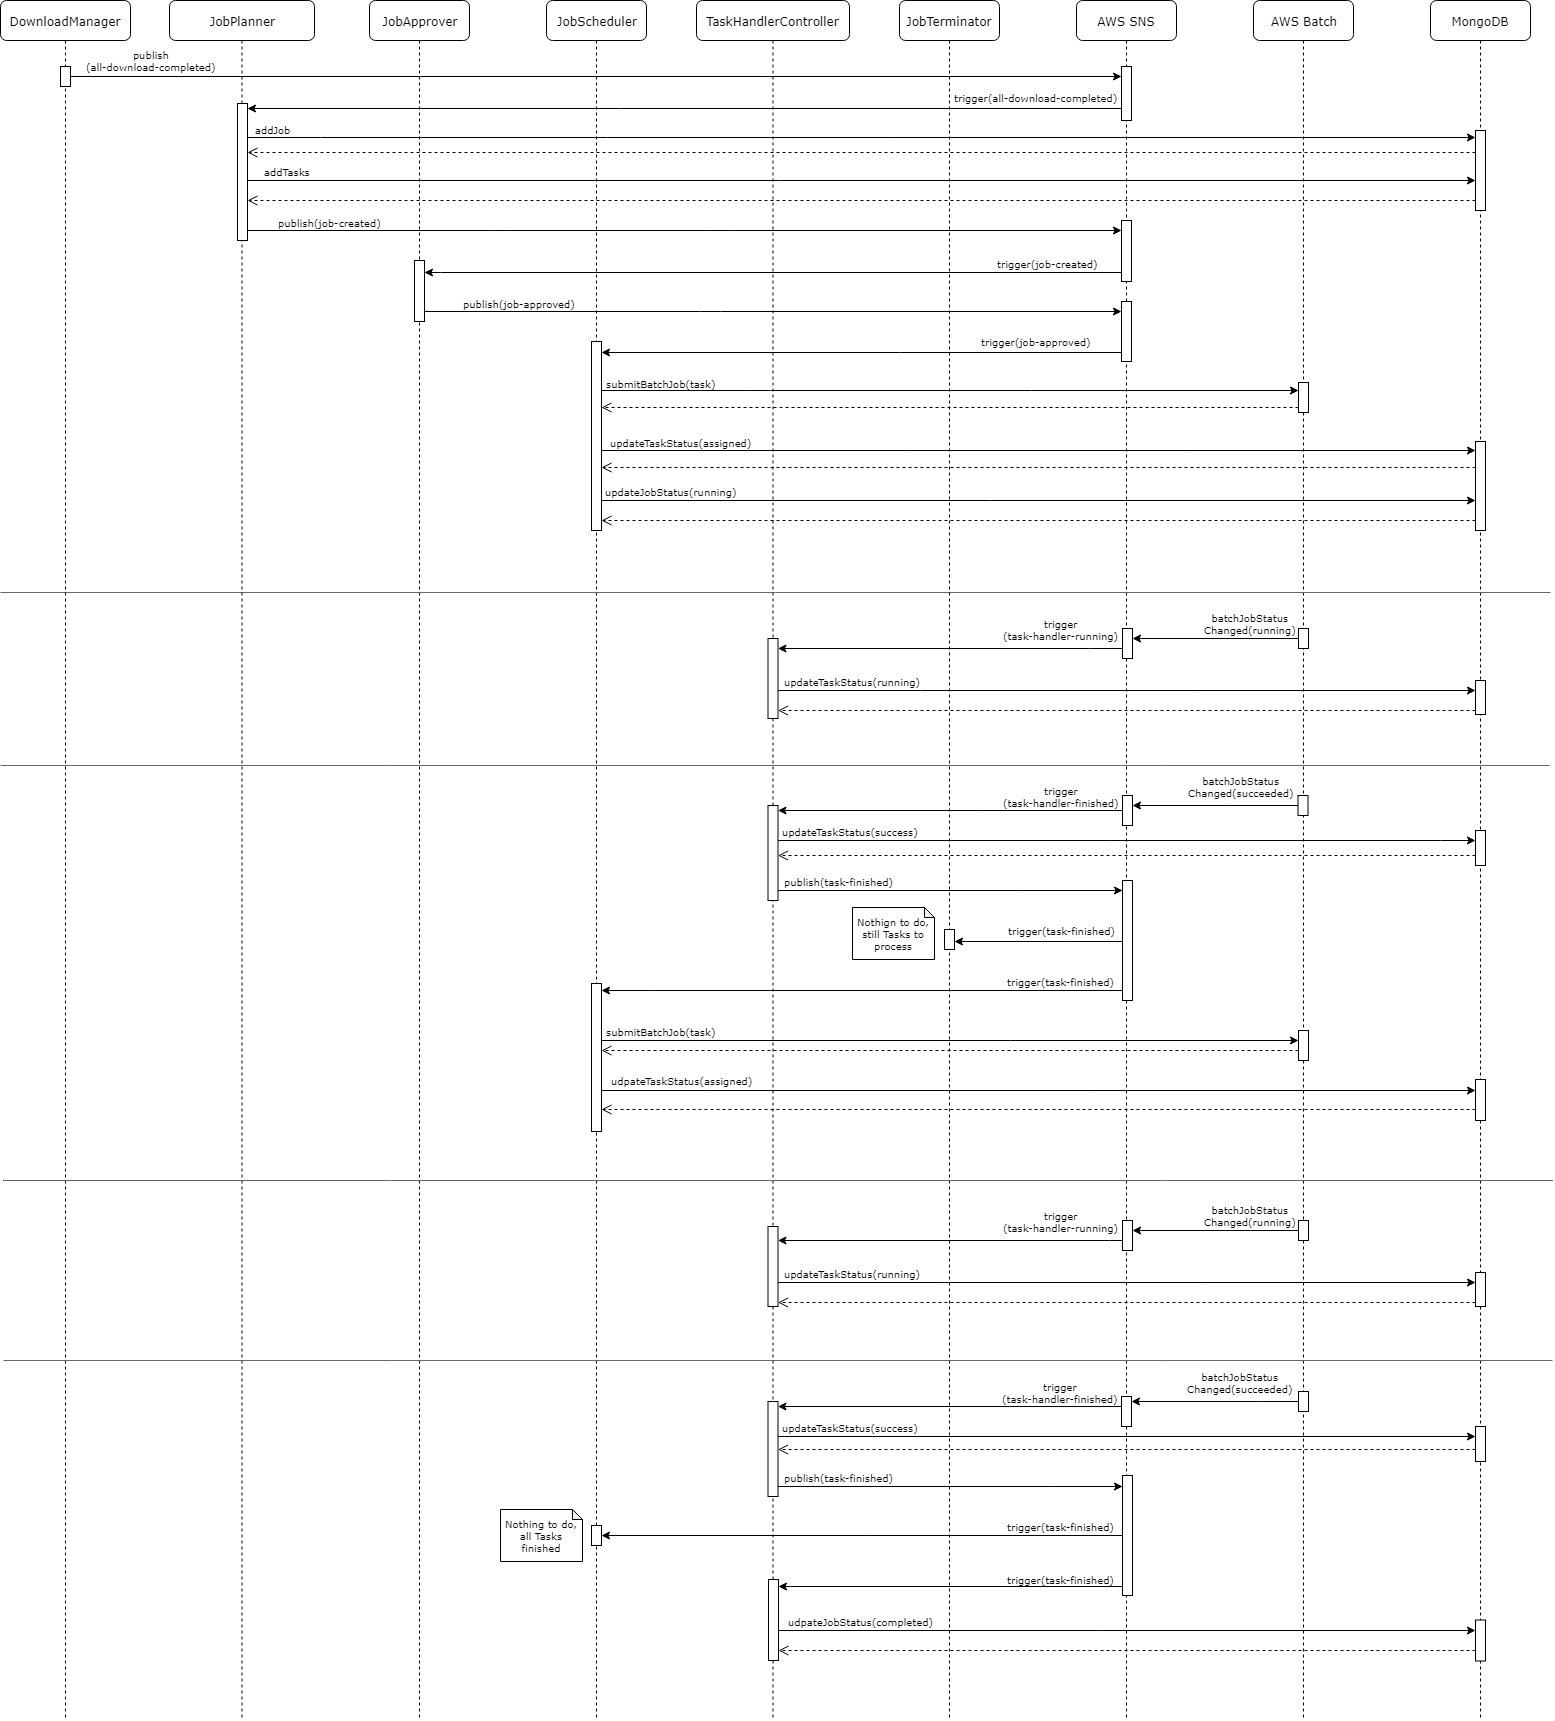 DownloadManager
JobPlanner
JobApprover
JobScheduler
TaskHandlerController
JobTerminator
AWS SNS
AWS Batch
MongoDB
publish
(all-download-completed)
trigger(all-download-completed)
addJob
addTasks
publish(job-created)
trigger(job-created)
publish(job-approved)
trigger(job-approved)
submitBatchJob(task)
updateTaskStatus(assigned)
updateJobStatus(running)
batchJobStatus
Changed(running)
trigger
(task-handler-running)
updateTaskStatus(running)
batchJobStatus
Changed(succeeded)
trigger
(task-handler-finished)
updateTaskStatus(success)
publish(task-finished)
Nothign to do,
still Tasks to
process
trigger(task-finished)
trigger(task-finished)
submitBatchJob(task)
udpateTaskStatus(assigned)
batchJobStatus
Changed(running)
trigger
(task-handler-running)
updateTaskStatus(running)
batchJobStatus
Changed(succeeded)
trigger
(task-handler-finished)
updateTaskStatus(success)
publish(task-finished)
Nothing to do,
all Tasks
finished
trigger(task-finished)
trigger(task-finished)
udpateJobStatus(completed)